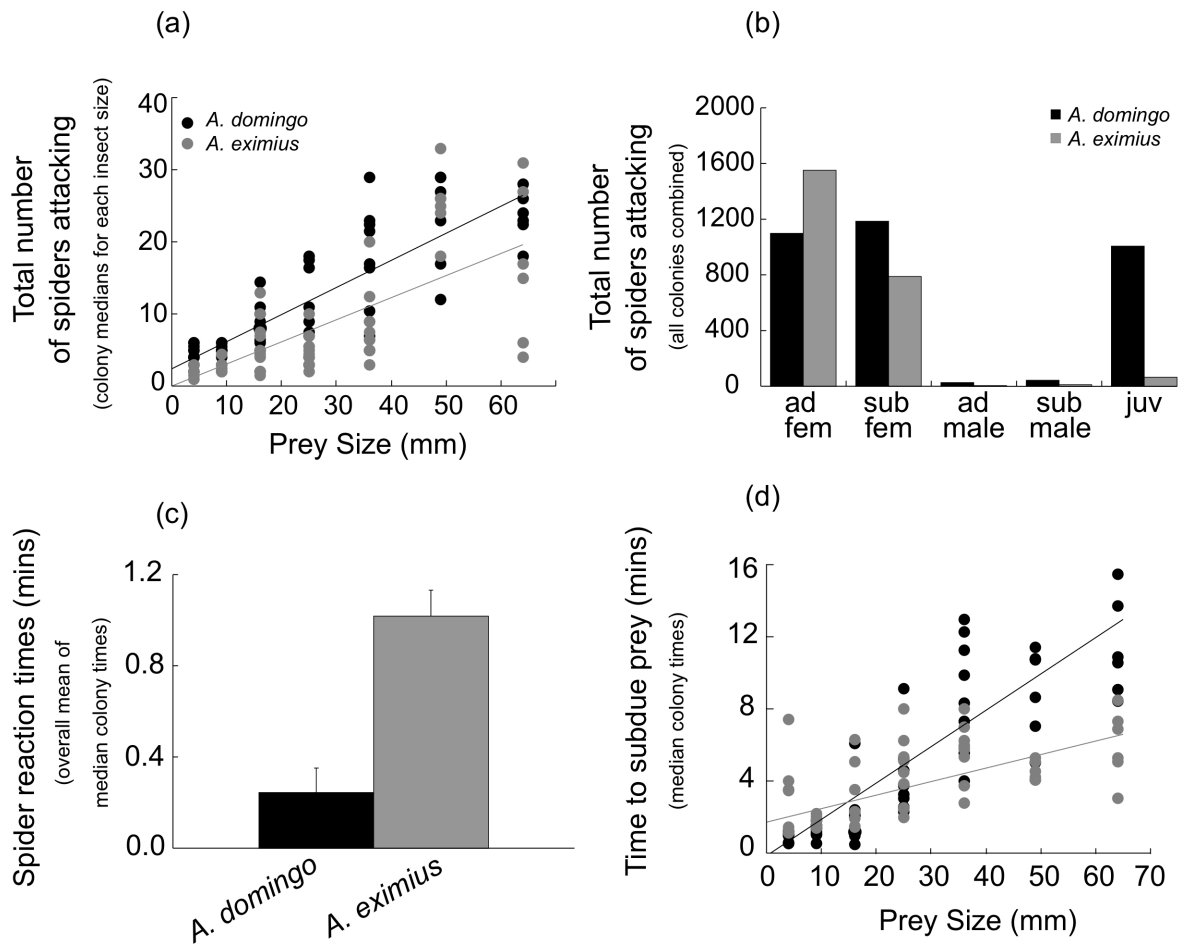 (a)
Total number
of spiders attacking
(colony medians for each insect size)
40
30
20
10
0
A. domingo
A. eximius
0 10 20 30 40 50 60
Prey Size (mm)
(b)
Total number
of spiders attacking
(all colonies combined)
2000
1600
1200
800
400
0
A. domingo
A. eximius
ad sub ad sub juv
fem fem male male
(c)
Spider reaction times (mins)
(overall mean of
median colony times)
1.2
0.8
0.4
0.0
A. domingo
A. eximius
(d)
Time to subdue prey (mins)
(median colony times)
16
12
8
4
0
0 10 20 30 40 50 60 70
Prey Size (mm)